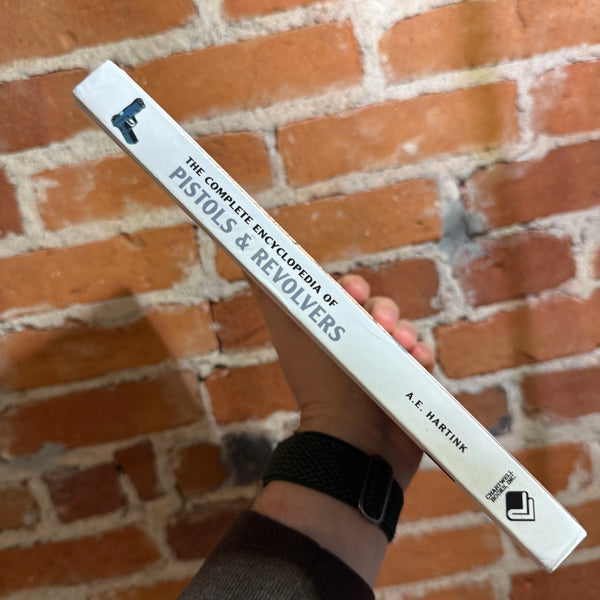 THE COMPLETE ENCYCLOPEDIA OF
PISTOLS & REVOLVERS
A.E. HARTINK
CHARTWELL
BOOKS, INC.